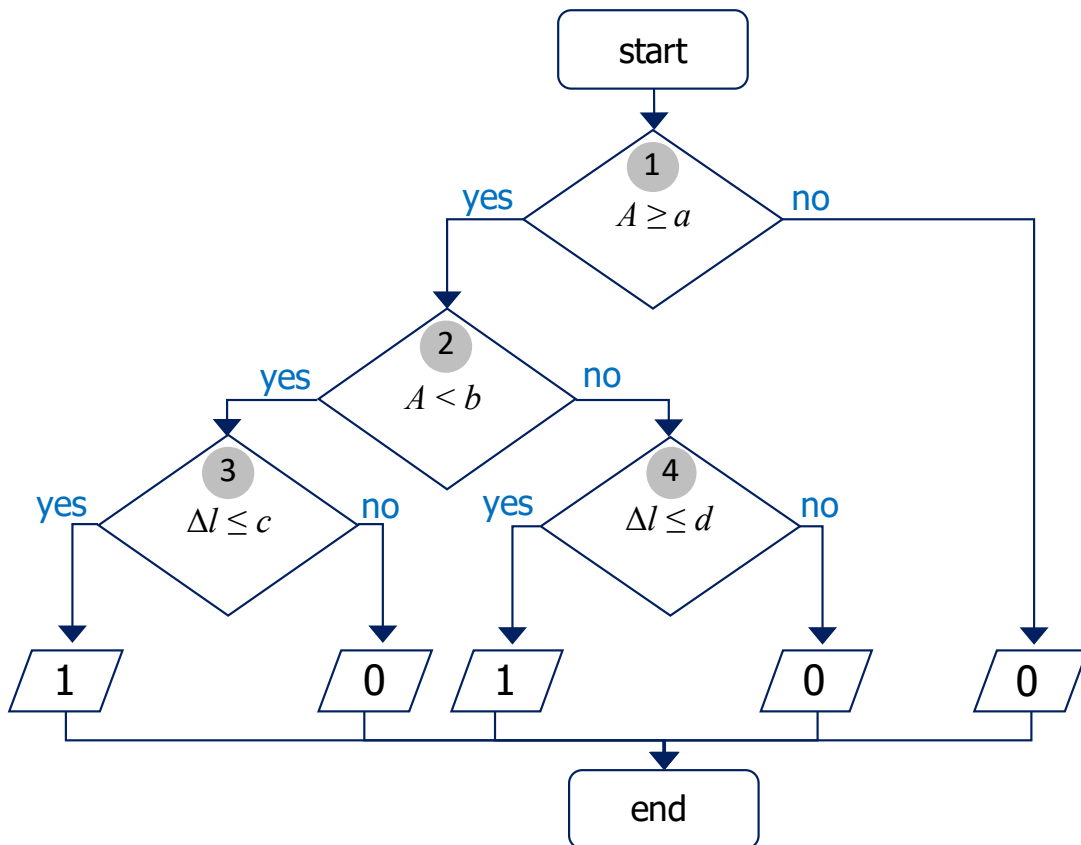 start
1
yes
no
A ≥ a
2
yes
no
A < b
3
4
yes
no
yes
no
Δl ≤ c
Δl ≤ d
1
0
1
0
0
end